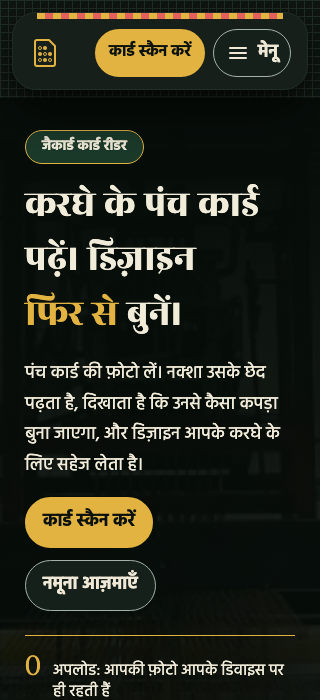 कार्ड स्कैन करें
मेनू
जैकार्ड कार्ड रीडर
करघे के पंच कार्ड
पढ़ें। डिज़ाइन
फिर से बुनें।
पंच कार्ड की फ़ोटो लें। नक्शा उसके छेद
पढ़ता है, दिखाता है कि उनसे कैसा कपड़ा
बुना जाएगा, और डिज़ाइन आपके करघे के
लिए सहेज लेता है।
कार्ड स्कैन करें
नमूना आज़माएँ
0 अपलोड: आपकी फ़ोटो आपके डिवाइस पर
ही रहती हैं